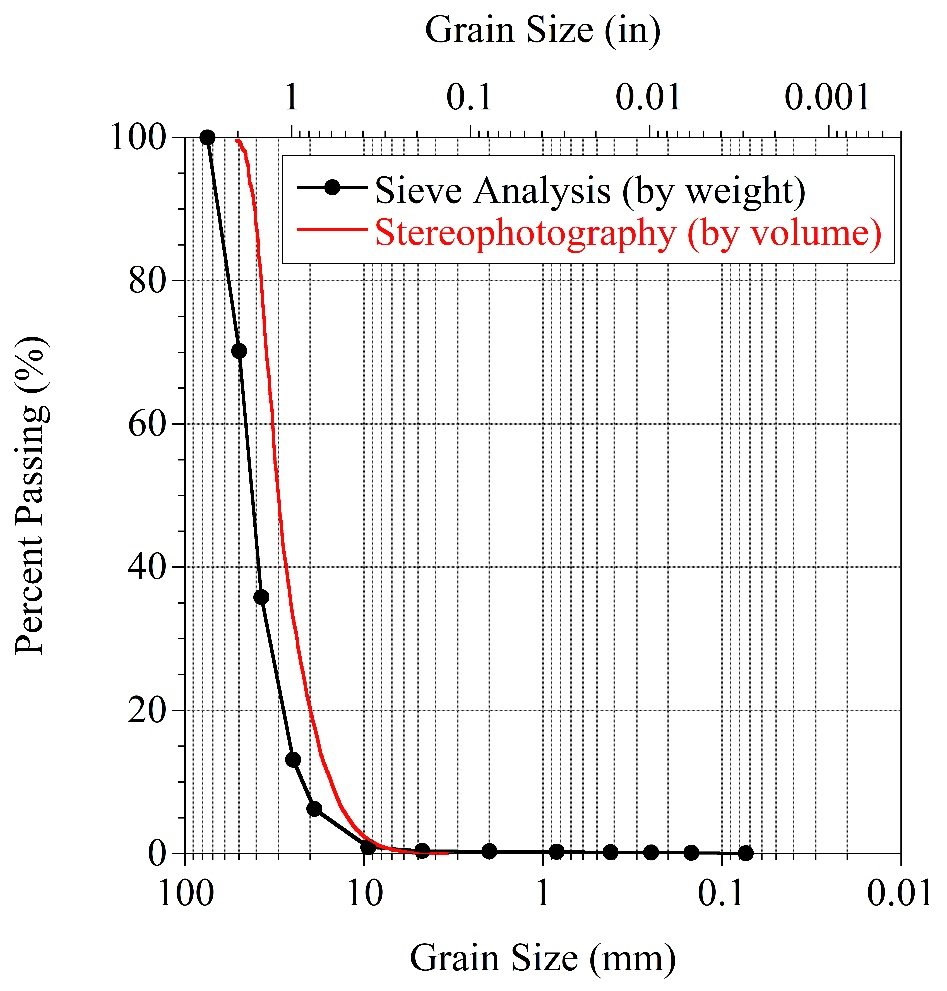 Grain Size (in)
1 0.1 0.01 0.001
100
80
60
40
20
0
Percent Passing (%)
Sieve Analysis (by weight)
Stereophotography (by volume)
100 10 1 0.1 0.01
Grain Size (mm)